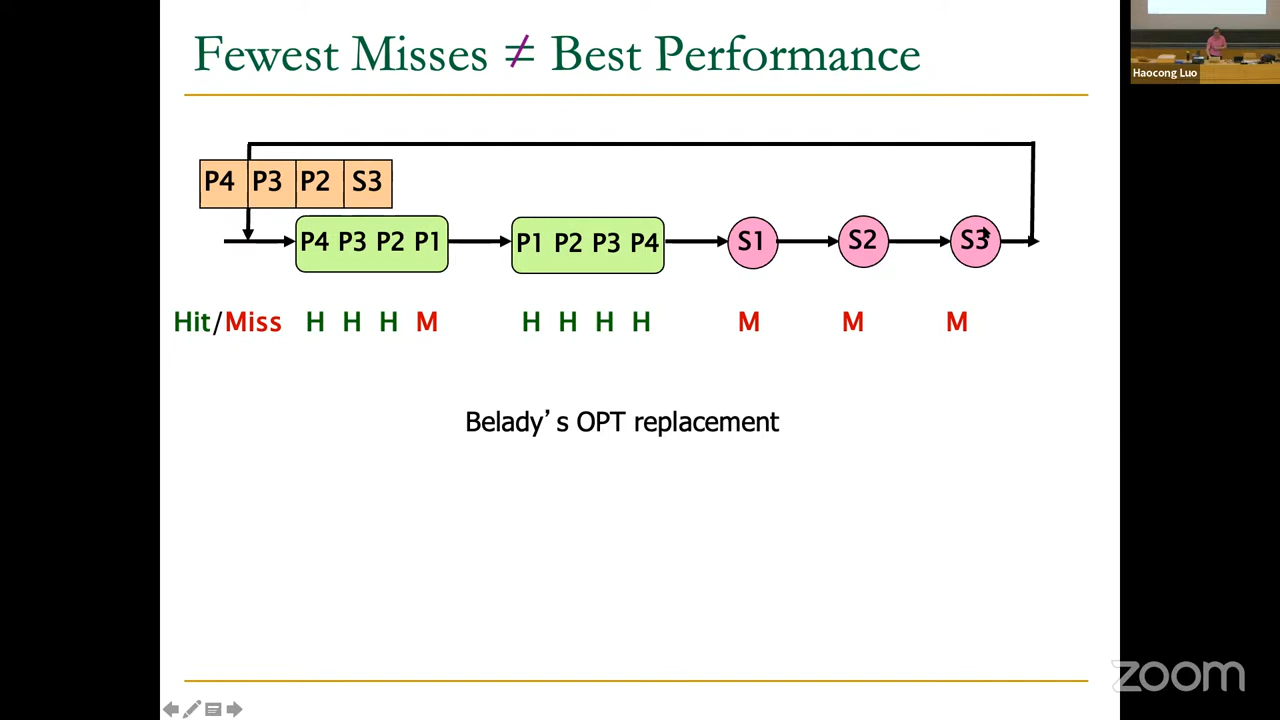 Fewest Misses ≠ Best Performance
Haocong Luo
P4 P3 P2 S3
P4 P3 P2 P1 P1 P2 P3 P4 S1 S2 S3
Hit/Miss H H H M H H H H M M M
Belady’s OPT replacement
zoom